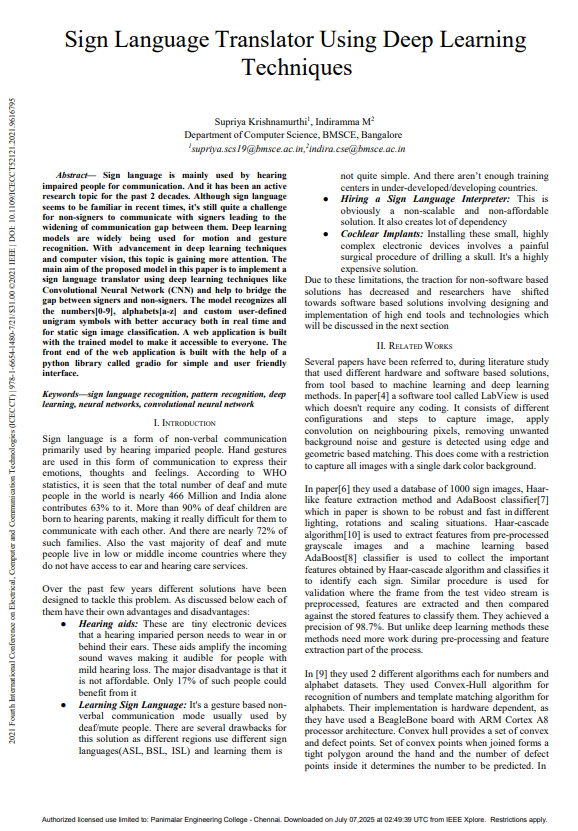 Sign Language Translator Using Deep Learning
Techniques
Supriya Krishnamurthi1, Indiramma M2
Department of Computer Science, BMSCE, Bangalore
1supriya.scs19@bmsce.ac.in,2indira.cse@bmsce.ac.in
Abstract— Sign language is mainly used by hearing
impaired people for communication. And it has been an active
research topic for the past 2 decades. Although sign language
seems to be familiar in recent times, it's still quite a challenge
for non-signers to communicate with signers leading to the
widening of communication gap between them. Deep learning
models are widely being used for motion and gesture
recognition. With advancement in deep learning techniques
and computer vision, this topic is gaining more attention. The
main aim of the proposed model in this paper is to implement a
sign language translator using deep learning techniques like
Convolutional Neural Network (CNN) and help to bridge the
gap between signers and non-signers. The model recognizes all
the numbers[0-9], alphabets[a-z] and custom user-defined
unigram symbols with better accuracy both in real time and
for static sign image classification. A web application is built
with the trained model to make it accessible to everyone. The
front end of the web application is built with the help of a
python library called gradio for simple and user friendly
interface.
Keywords—sign language recognition, pattern recognition, deep
learning, neural networks, convolutional neural network
I. INTRODUCTION
Sign language is a form of non-verbal communication
primarily used by hearing impaired people. Hand gestures
are used in this form of communication to express their
emotions, thoughts and feelings. According to WHO
statistics, it is seen that the total number of deaf and mute
people in the world is nearly 466 Million and India alone
contributes 63% to it. More than 90% of deaf children are
born to hearing parents, making it really difficult for them to
communicate with each other. And there are nearly 72% of
such families. Also the vast majority of deaf and mute
people live in low or middle income countries where they
do not have access to ear and hearing care services.
Over the past few years different solutions have been
designed to tackle this problem. As discussed below each of
them have their own advantages and disadvantages:
● Hearing aids: These are tiny electronic devices
that a hearing imparied person needs to wear in or
behind their ears. These aids amplify the incoming
sound waves making it audible for people with
mild hearing loss. The major disadvantage is that it
is not affordable. Only 17% of such people could
benefit from it
● Learning Sign Language: It's a gesture based non-
verbal communication mode usually used by
deaf/mute people. There are several drawbacks for
this solution as different regions use different sign
languages(ASL, BSL, ISL) and learning them is
not quite simple. And there aren't enough training
centers in under-developed/developing countries.
● Hiring a Sign Language Interpreter: This is
obviously a non-scalable and non-affordable
solution. It also creates lot of dependency
● Cochlear Implants: Installing these small, highly
complex electronic devices involves a painful
surgical procedure of drilling a skull. It's a highly
expensive solution.
Due to these limitations, the traction for non-software based
solutions has decreased and researchers have shifted
towards software based solutions involving designing and
implementation of high end tools and technologies which
will be discussed in the next section
II. RELATED WORKS
Several papers have been referred to, during literature study
that used different hardware and software based solutions,
from tool based to machine learning and deep learning
methods. In paper[4] a software tool called LabView is used
which doesn't require any coding. It consists of different
configurations and steps to capture image, apply
convolution on neighbouring pixels, removing unwanted
background noise and gesture is detected using edge and
geometric based matching. This does come with a restriction
to capture all images with a single dark color background.
In paper[6] they used a database of 1000 sign images, Haar-
like feature extraction method and AdaBoost classifier[7]
which in paper is shown to be robust and fast in different
lighting, rotations and scaling situations. Haar-cascade
algorithm[10] is used to extract features from pre-processed
grayscale images and a machine learning based
AdaBoost[8] classifier is used to collect the important
features obtained by Haar-cascade algorithm and classifies it
to identify each sign. Similar procedure is used for
validation where the frame from the test video stream is
preprocessed, features are extracted and then compared
against the stored features to classify them. They achieved a
precision of 98.7%. But unlike deep learning methods these
methods need more work during pre-processing and feature
extraction part of the process.
In [9] they used 2 different algorithms each for numbers and
alphabet datasets. They used Convex-Hull algorithm for
recognition of numbers and template matching algorithm for
alphabets. Their implementation is hardware dependent, as
they have used a BeagleBone board with ARM Cortex A8
processor architecture. Convex hull provides a set of convex
and defect points. Set of convex points when joined forms a
tight polygon around the hand and the number of defect
points inside it determines the number to be predicted. In
2021 Fourth International Conference on Electrical, Computer and Communication Technologies (ICECCT) | 978-1-6654-1480-7/21/$31.00 ©2021 IEEE | DOI: 10.1109/ICECCT52121.2021.9616795
Authorized licensed use limited to: Panimalar Engineering College - Chennai. Downloaded on July 07,2025 at 02:49:39 UTC from IEEE Xplore. Restrictions apply.